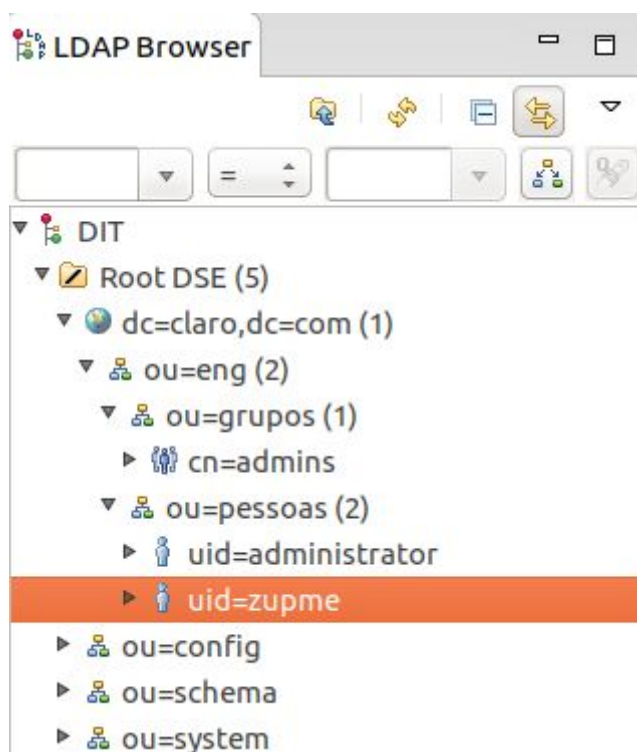 LDAP Browser
=
DIT
Root DSE (5)
dc=claro,dc=com (1)
ou=eng (2)
ou=grupos (1)
cn=admins
ou=pessoas (2)
uid=administrator
uid=zupme
ou=config
ou=schema
ou=system